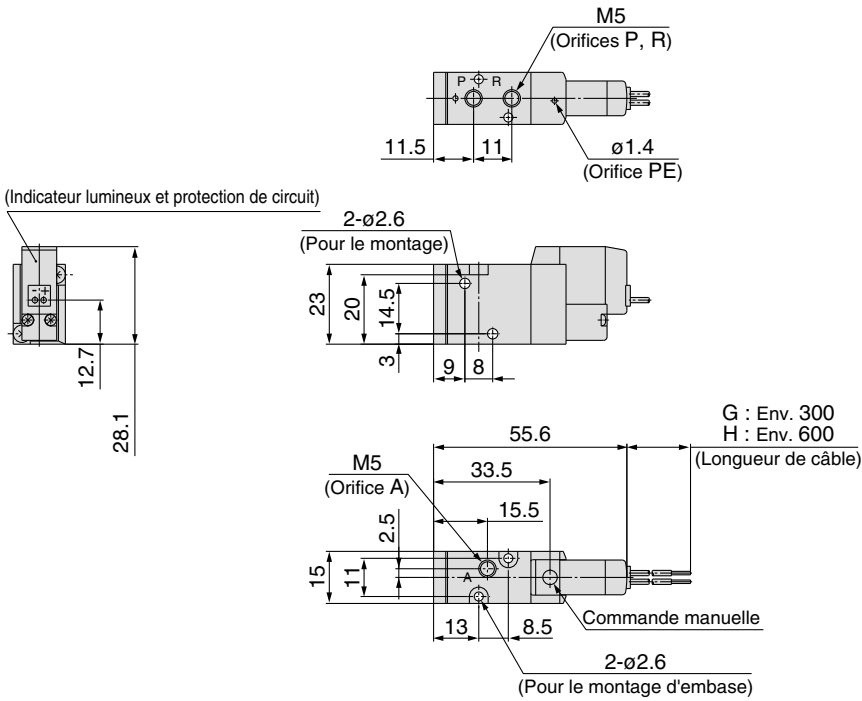 M5
(Orifices P, R)
P
R
11.5
11
ø1.4
(Orifice PE)
(Indicateur lumineux et protection de circuit)
- +
12.7
28.1
2-ø2.6
(Pour le montage)
23
20
14.5
3
9
8
G : Env. 300
H : Env. 600
(Longueur de câble)
55.6
33.5
15.5
M5
(Orifice A)
2.5
15
11
A
13
8.5
Commande manuelle
2-ø2.6
(Pour le montage d'embase)